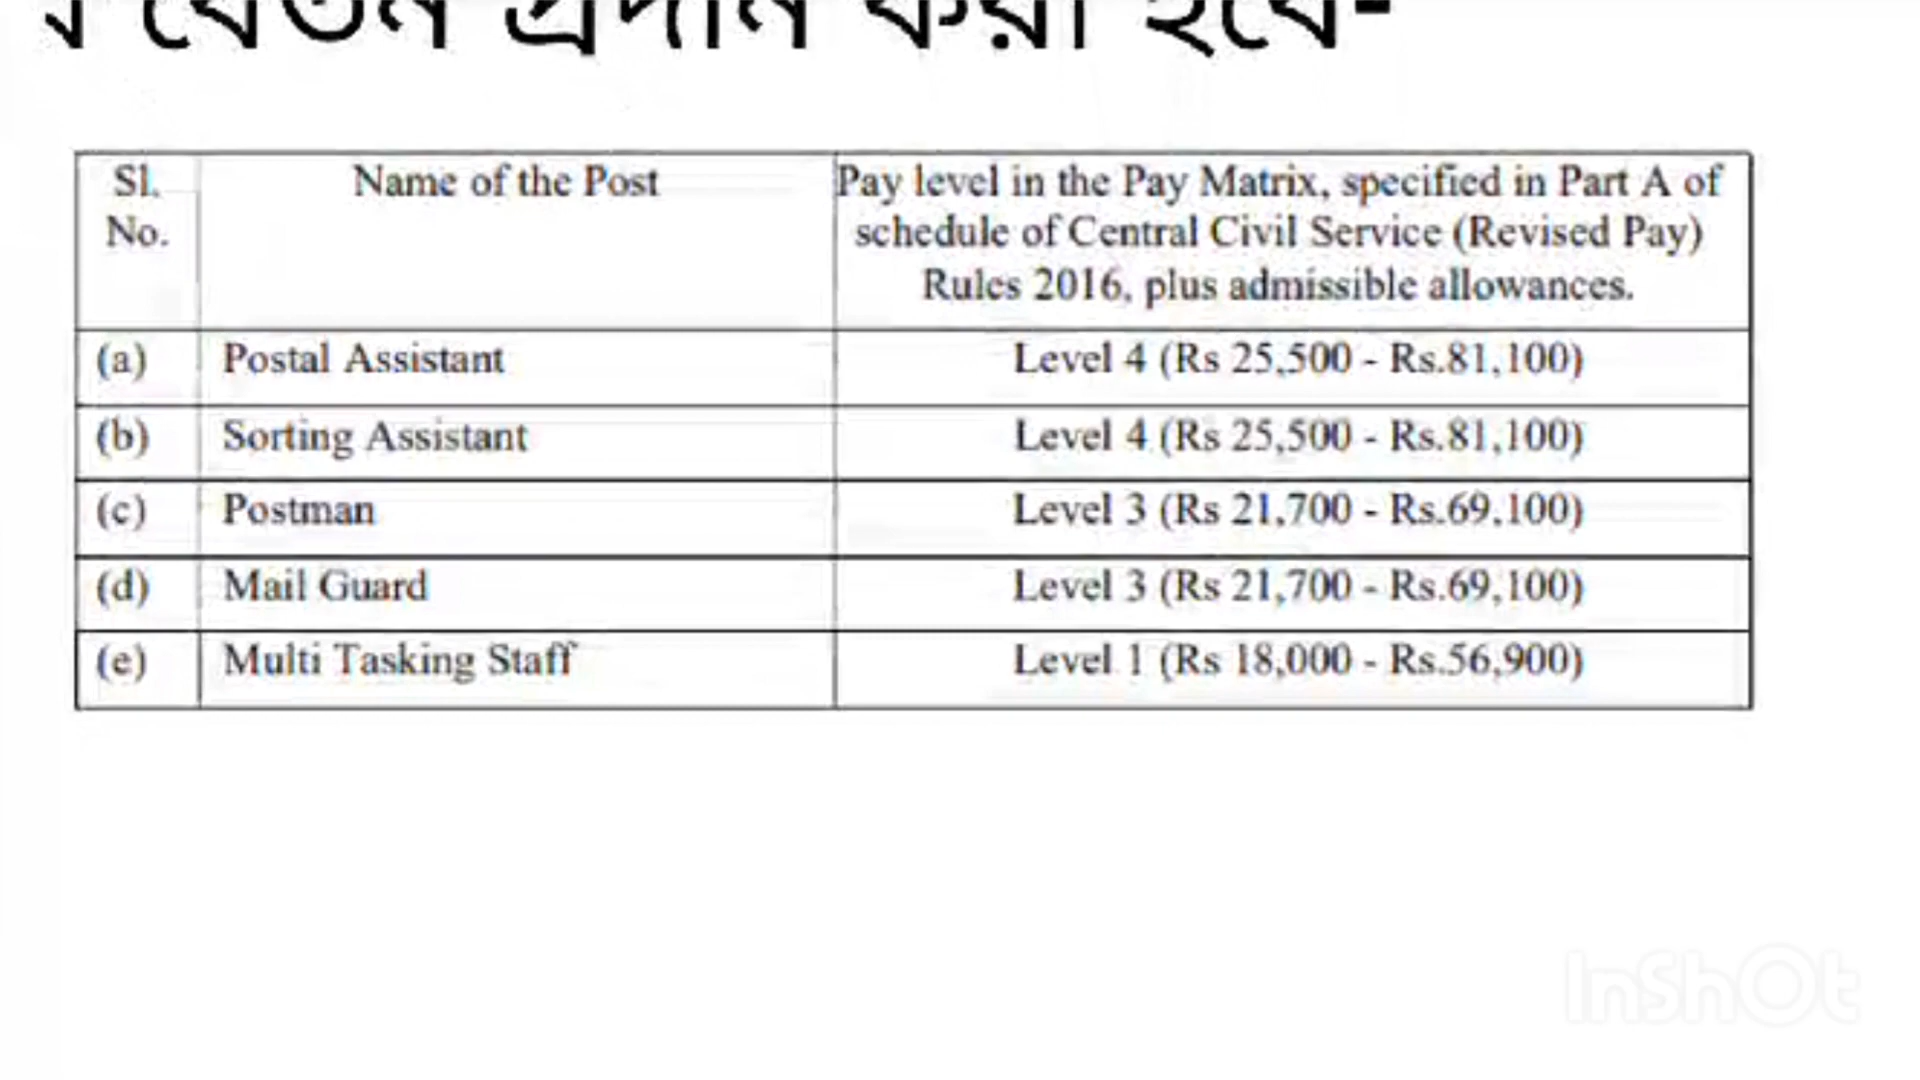 বেতন প্রদান করা হবে-
Sl. No. Name of the Post Pay level in the Pay Matrix, specified in Part A of schedule of Central Civil Service (Revised Pay) Rules 2016, plus admissible allowances.
(a) Postal Assistant Level 4 (Rs 25,500 - Rs.81,100)
(b) Sorting Assistant Level 4 (Rs 25,500 - Rs.81,100)
(c) Postman Level 3 (Rs 21,700 - Rs.69,100)
(d) Mail Guard Level 3 (Rs 21,700 - Rs.69,100)
(e) Multi Tasking Staff Level 1 (Rs 18,000 - Rs.56,900)
InShOt